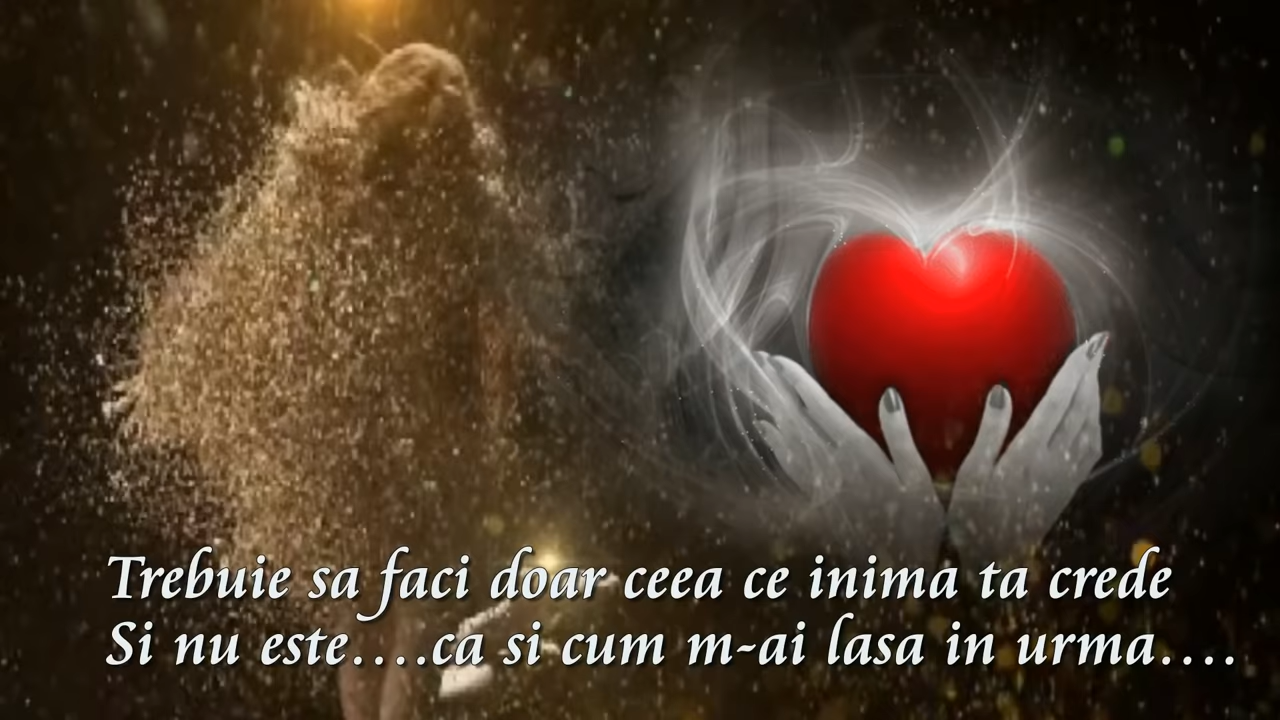 Trebuie sa faci doar ceea ce inima ta crede
Si nu este....ca si cum m-ai lasa in urma....